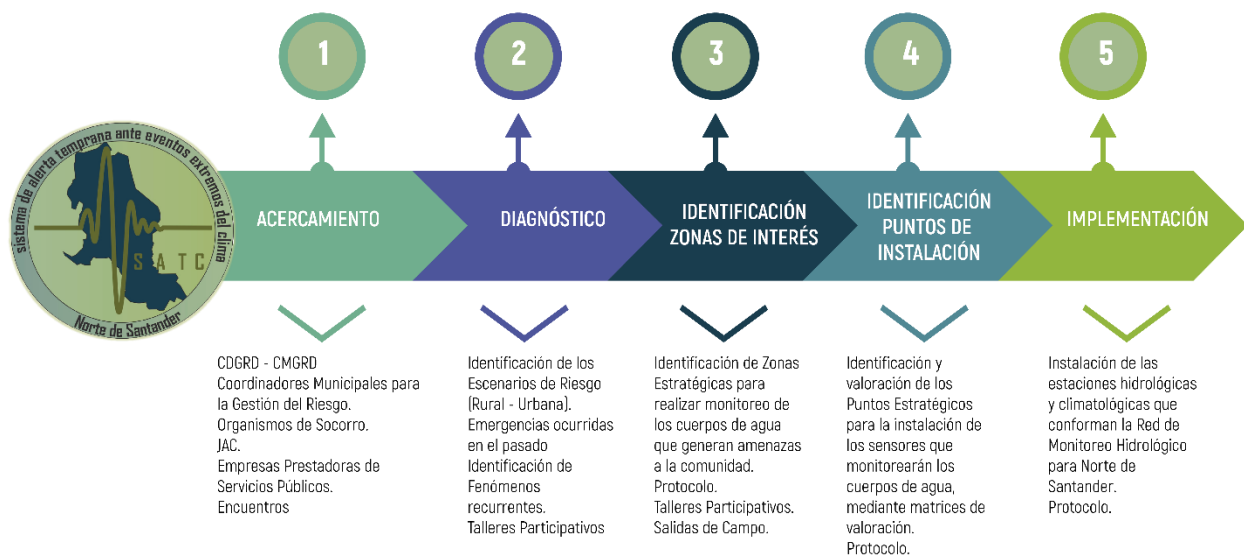 1
2
3
4
5
sistema de alerta temprana ante eventos extremos del clima
SATC
Norte de Santander
ACERCAMIENTO
DIAGNÓSTICO
IDENTIFICACIÓN
ZONAS DE INTERÉS
IDENTIFICACIÓN
PUNTOS DE
INSTALACIÓN
IMPLEMENTACIÓN
CDGRD - CMGRD
Coordinadores Municipales para
la Gestión del Riesgo.
Organismos de Socorro.
JAC.
Empresas Prestadoras de
Servicios Públicos.
Encuentros
Identificación de los
Escenarios de Riesgo
(Rural - Urbana).
Emergencias ocurridas
en el pasado
Identificación de
Fenómenos
recurrentes.
Talleres Participativos
Identificación de Zonas
Estratégicas para
realizar monitoreo de
los cuerpos de agua
que generan amenazas
a la comunidad.
Protocolo.
Talleres Participativos.
Salidas de Campo.
Identificación y
valoración de los
Puntos Estratégicos
para la instalación de
los sensores que
monitorearán los
cuerpos de agua,
mediante matrices de
valoración.
Protocolo.
Instalación de las
estaciones hidrológicas
y climatológicas que
conforman la Red de
Monitoreo Hidrológico
para Norte de
Santander.
Protocolo.